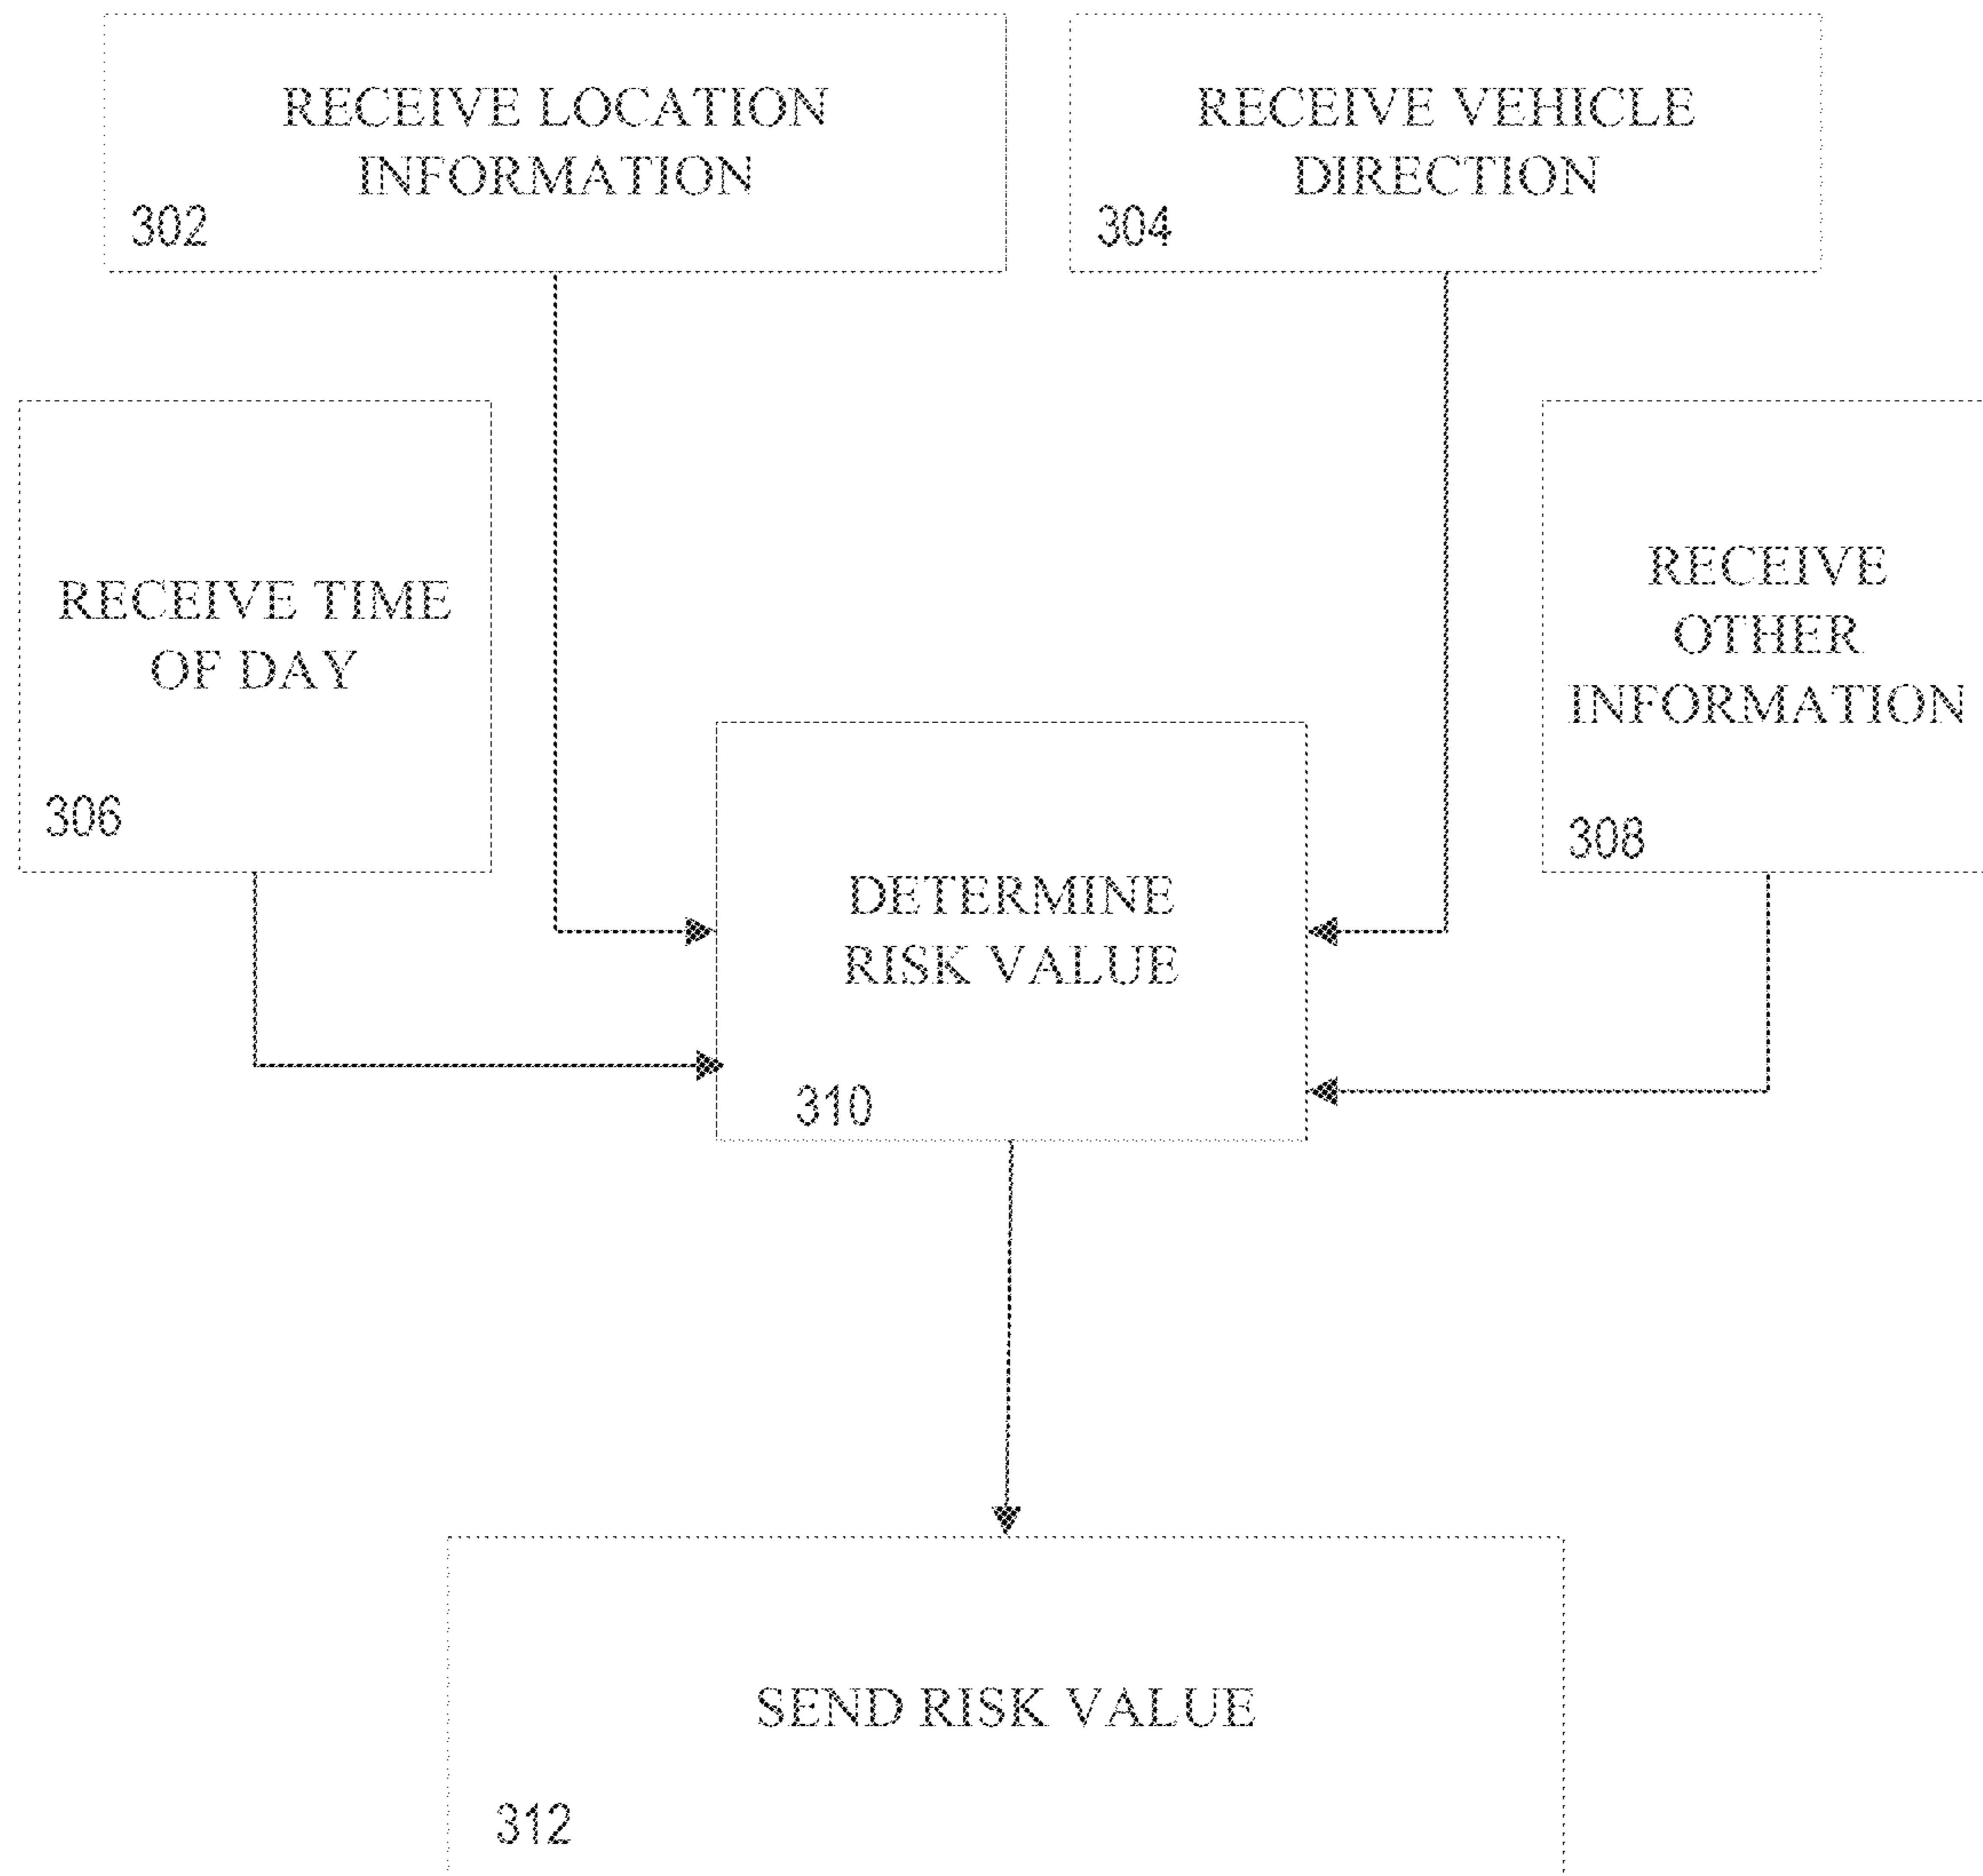 RECEIVE LOCATION
INFORMATION
302
RECEIVE VEHICLE
DIRECTION
304
RECEIVE TIME
OF DAY
306
RECEIVE
OTHER
INFORMATION
308
DETERMINE
RISK VALUE
310
SEND RISK VALUE
312